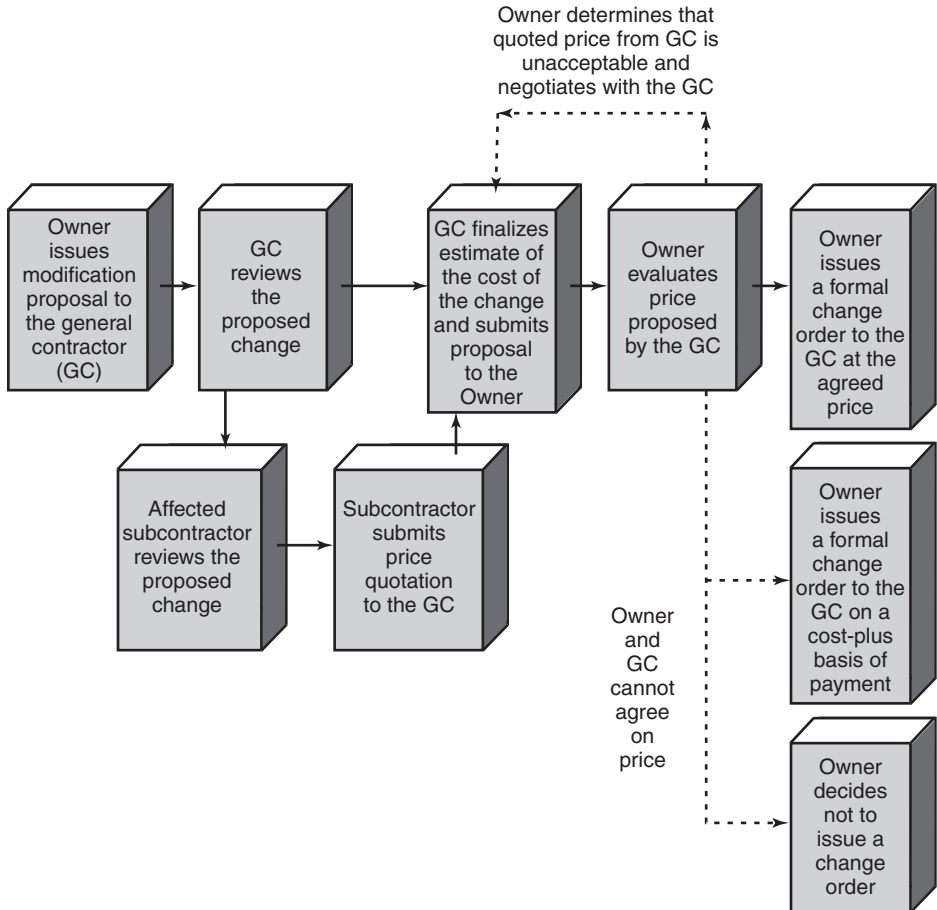 Owner determines that
quoted price from GC is
unacceptable and
negotiates with the GC
Owner
issues
modification
proposal to
the general
contractor
(GC)
GC
reviews
the
proposed
change
GC finalizes
estimate of
the cost of
the change
and submits
proposal
to the
Owner
Owner
evaluates
price
proposed
by the GC
Owner
issues
a formal
change
order to the
GC at the
agreed
price
Affected
subcontractor
reviews the
proposed
change
Subcontractor
submits
price
quotation
to the GC
Owner
and
GC
cannot
agree
on
price
Owner
issues
a formal
change
order to the
GC on a
cost-plus
basis of
payment
Owner
decides
not to
issue a
change
order